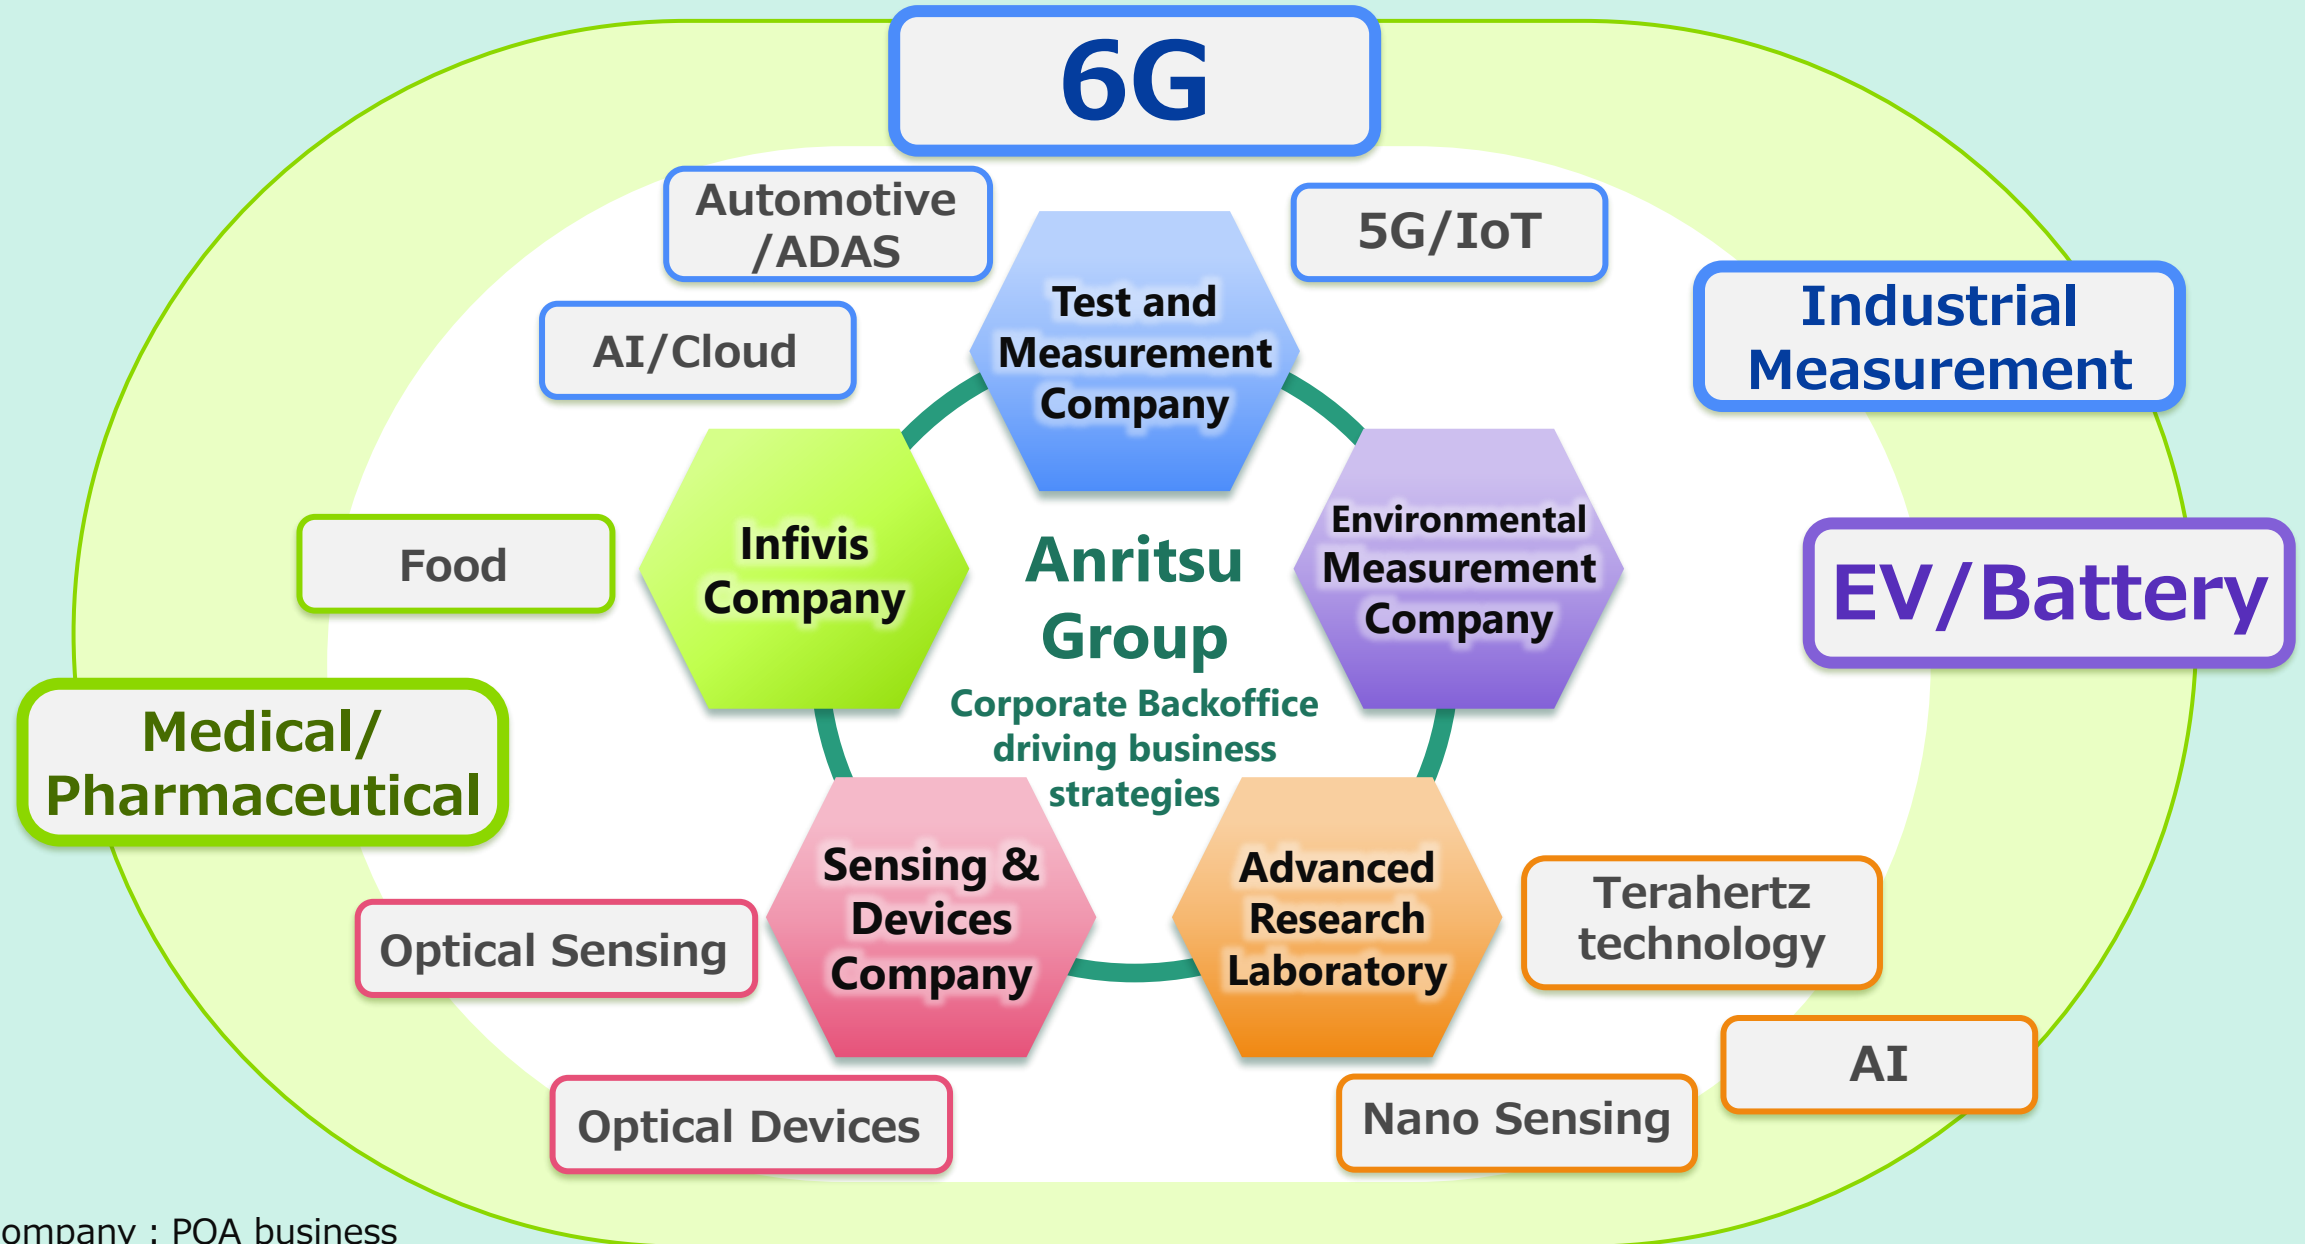 6G
Automotive
/ADAS
5G/IoT
AI/Cloud
Test and
Measurement
Company
Industrial
Measurement
Food
Infivis
Company
Anritsu
Group
Corporate Backoffice
driving business
strategies
Environmental
Measurement
Company
EV/Battery
Medical/
Pharmaceutical
Sensing &
Devices
Company
Advanced
Research
Laboratory
Terahertz
technology
Optical Sensing
AI
Optical Devices
Nano Sensing
ompany : POA business